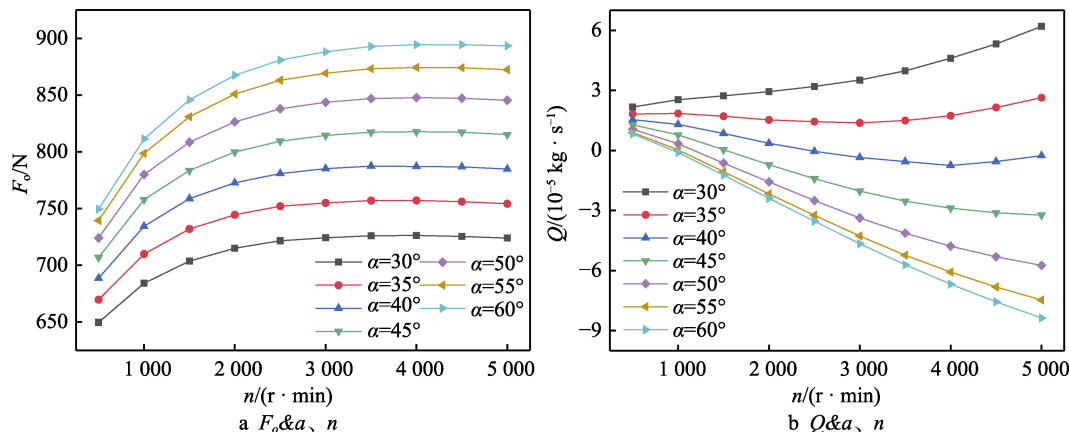 900
850
800
750
700
650
Fₒ/N
α=30°
α=35°
α=40°
α=45°
α=50°
α=55°
α=60°
1 000 2 000 3 000 4 000 5 000
n/(r · min)
a Fₒ&a、n
6
3
0
−3
−6
−9
Q/(10⁻⁵ kg · s⁻¹)
α=30°
α=35°
α=40°
α=45°
α=50°
α=55°
α=60°
1 000 2 000 3 000 4 000 5 000
n/(r · min)
b Q&a、n